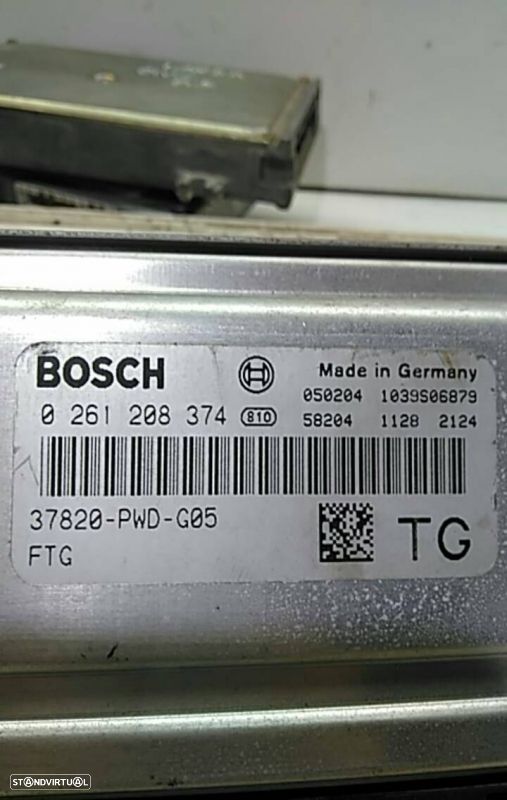 BOSCH
Made in Germany
050204 1039S06879
0 261 208 374 810
58204 1128 2124
37820-PWD-G05
TG
FTG
STANDVIRTUAL